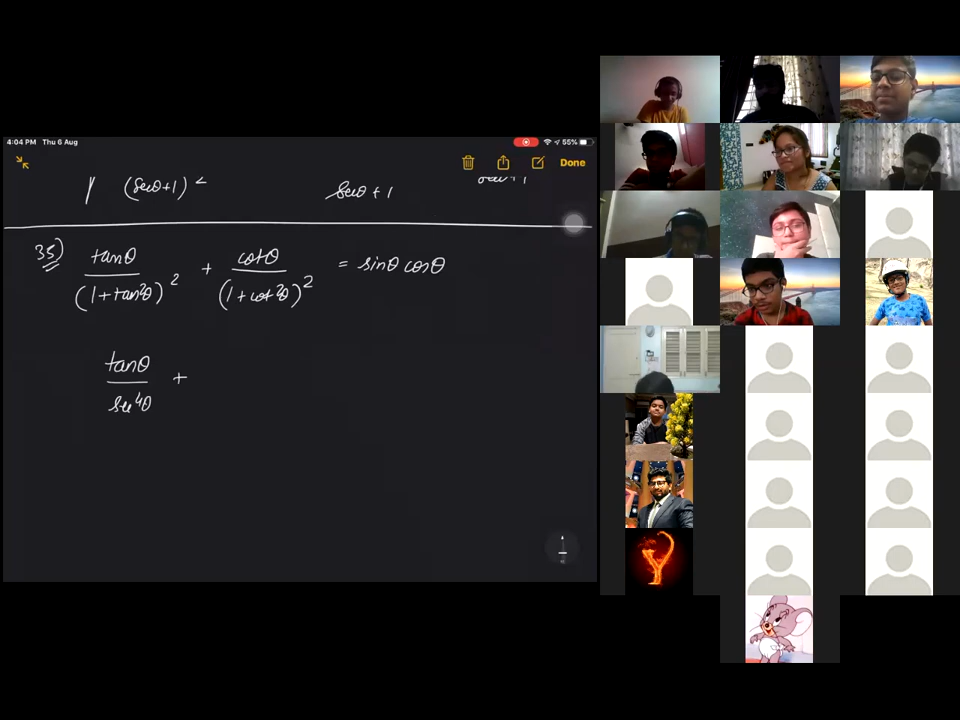 4:04 PM Thu 6 Aug 55%
Done
(secθ+1)² secθ+1
35) tanθ/(1+tan²θ)² + cotθ/(1+cot²θ)² = sinθ cosθ
tanθ/sec⁴θ +